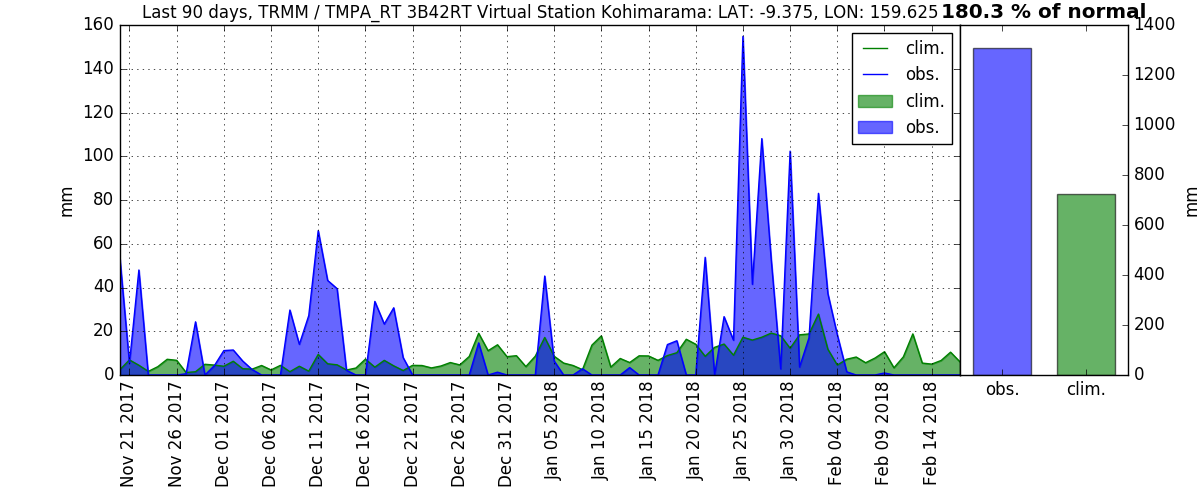 Last 90 days, TRMM / TMPA_RT 3B42RT Virtual Station Kohimarama: LAT: -9.375, LON: 159.625
180.3 % of normal
160
140
120
100
80
60
40
20
0
mm
clim.
obs.
clim.
obs.
Nov 21 2017
Nov 26 2017
Dec 01 2017
Dec 06 2017
Dec 11 2017
Dec 16 2017
Dec 21 2017
Dec 26 2017
Dec 31 2017
Jan 05 2018
Jan 10 2018
Jan 15 2018
Jan 20 2018
Jan 25 2018
Jan 30 2018
Feb 04 2018
Feb 09 2018
Feb 14 2018
1400
1200
1000
800
600
400
200
0
mm
obs.
clim.